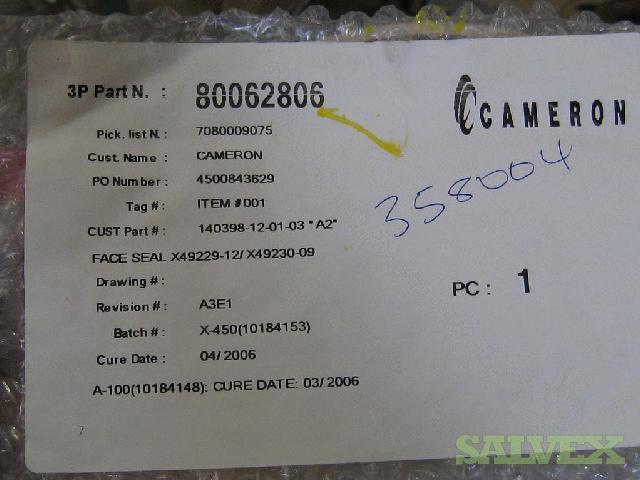 3P Part N. : 80062806
CAMERON
Pick. list N. : 7080009075
Cust. Name : CAMERON
PO Number : 4500843629
358004
Tag # : ITEM #001
CUST Part # : 140398-12-01-03 "A2"
FACE SEAL X49229-12/ X49230-09
Drawing # :
PC : 1
Revision # : A3E1
Batch # : X-450(10184153)
Cure Date : 04/ 2006
A-100(10184148): CURE DATE: 03/ 2006
SALVEX